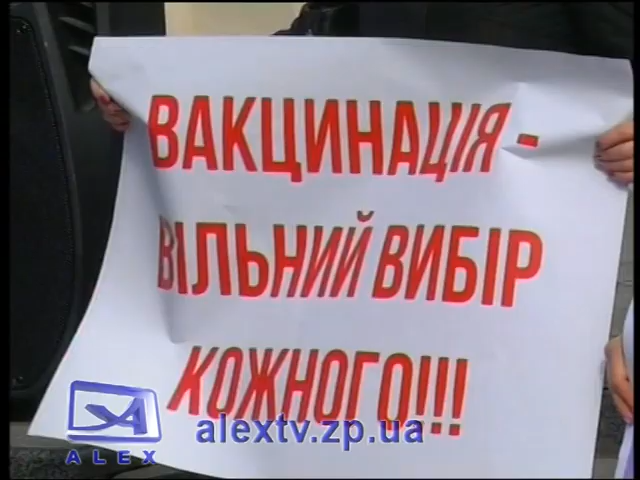 ВАКЦИНАЦІЯ -
ВІЛЬНИЙ ВИБІР
КОЖНОГО!!!
alextv.zp.ua
ALEX